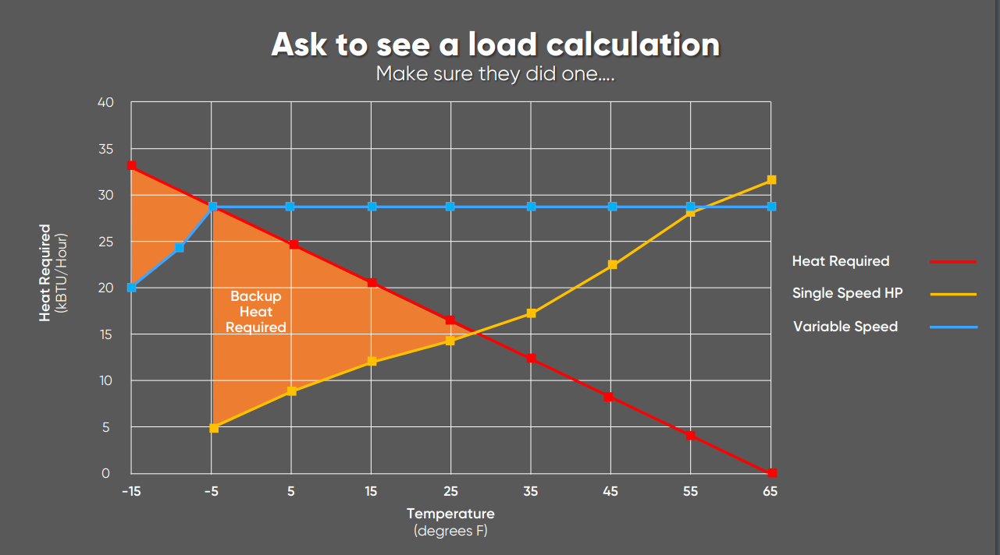 Ask to see a load calculation
Make sure they did one....
40
35
30
25
20
15
10
5
0
Heat Required
(kBTU/Hour)
Backup
Heat
Required
-15
-5
5
15
25
35
45
55
65
Temperature
(degrees F)
Heat Required
Single Speed HP
Variable Speed